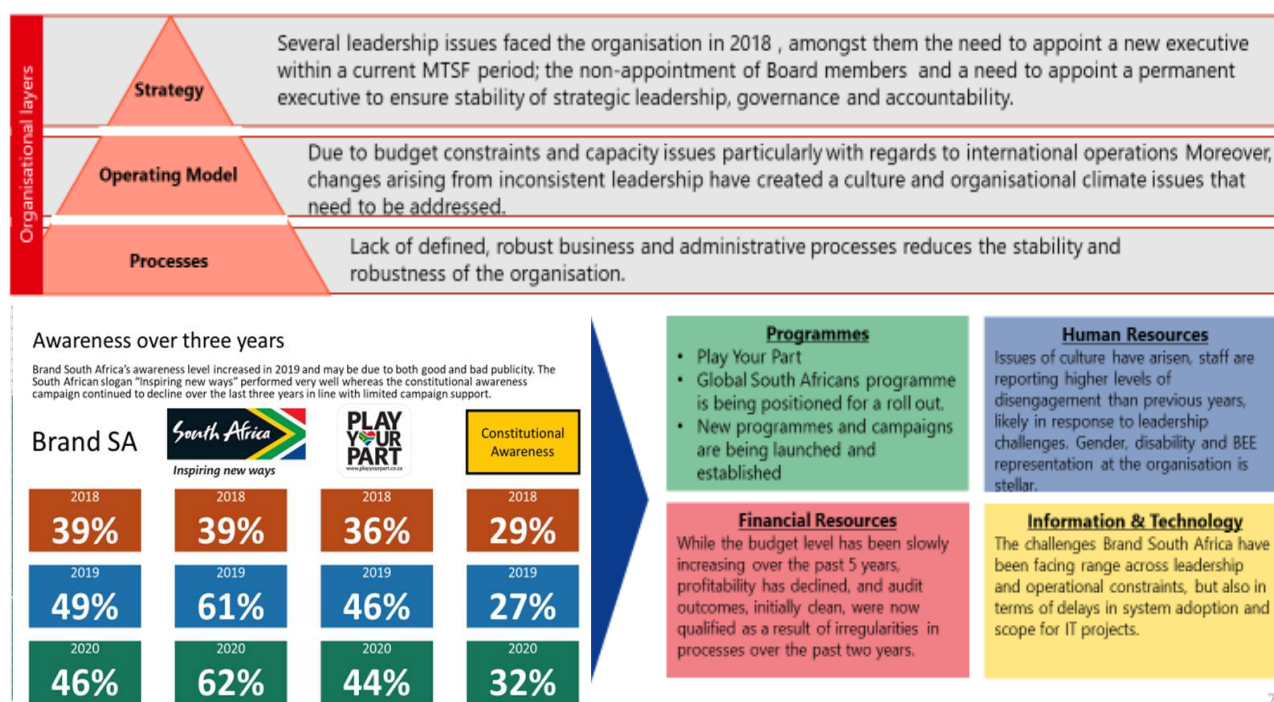 Organisational layers
Strategy
Several leadership issues faced the organisation in 2018 , amongst them the need to appoint a new executive
within a current MTSF period; the non-appointment of Board members and a need to appoint a permanent
executive to ensure stability of strategic leadership, governance and accountability.
Operating Model
Due to budget constraints and capacity issues particularly with regards to international operations Moreover,
changes arising from inconsistent leadership have created a culture and organisational climate issues that
need to be addressed.
Processes
Lack of defined, robust business and administrative processes reduces the stability and
robustness of the organisation.
Awareness over three years
Brand South Africa's awareness level increased in 2019 and may be due to both good and bad publicity. The
South African slogan "Inspiring new ways" performed very well whereas the constitutional awareness
campaign continued to decline over the last three years in line with limited campaign support.
Brand SA
South Africa
Inspiring new ways
PLAY
YOUR
PART
www.playyourpart.co.za
Constitutional
Awareness
2018 2018 2018 2018
39% 39% 36% 29%
2019 2019 2019 2019
49% 61% 46% 27%
2020 2020 2020 2020
46% 62% 44% 32%
Programmes
• Play Your Part
• Global South Africans programme
is being positioned for a roll out.
• New programmes and campaigns
are being launched and
established
Human Resources
Issues of culture have arisen, staff are
reporting higher levels of
disengagement than previous years,
likely in response to leadership
challenges. Gender, disability and BEE
representation at the organisation is
stellar.
Financial Resources
While the budget level has been slowly
increasing over the past 5 years,
profitability has declined, and audit
outcomes, initially clean, were now
qualified as a result of irregularities in
processes over the past two years.
Information & Technology
The challenges Brand South Africa have
been facing range across leadership
and operational constraints, but also in
terms of delays in system adoption and
scope for IT projects.